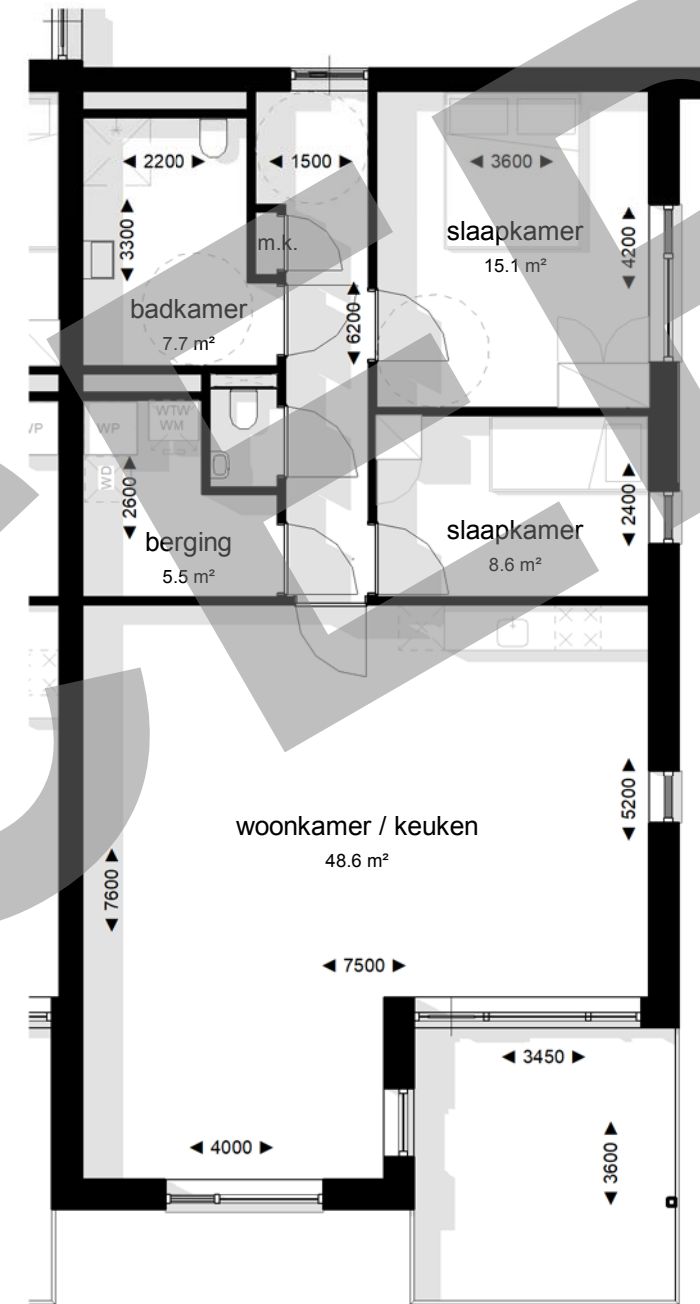 2200
1500
3600
3300
m.k.
slaapkamer
15.1 m²
4200
badkamer
7.7 m²
6200
WP
WTW
WM
WD
2600
berging
5.5 m²
slaapkamer
8.6 m²
2400
woonkamer / keuken
48.6 m²
5200
7600
7500
3450
4000
3600